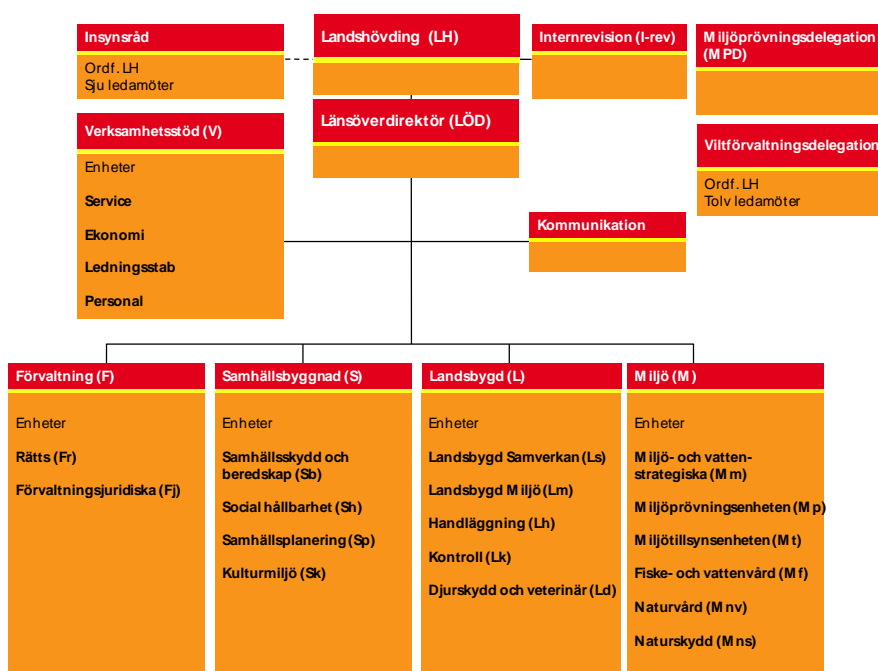 Insynsråd
Ordf. LH
Sju ledamöter
Landshövding (LH)
Internrevision (I-rev)
Miljöprövningsdelegation
(MPD)
Länsöverdirektör (LÖD)
Verksamhetsstöd (V)
Enheter
Service
Ekonomi
Ledningsstab
Personal
Viltförvaltningsdelegation
Ordf. LH
Tolv ledamöter
Kommunikation
Förvaltning (F)
Enheter
Rätts (Fr)
Förvaltningsjuridiska (Fj)
Samhällsbyggnad (S)
Enheter
Samhällsskydd och
beredskap (Sb)
Social hållbarhet (Sh)
Samhällsplanering (Sp)
Kulturmiljö (Sk)
Landsbygd (L)
Enheter
Landsbygd Samverkan (Ls)
Landsbygd Miljö (Lm)
Handläggning (Lh)
Kontroll (Lk)
Djurskydd och veterinär (Ld)
Miljö (M)
Enheter
Miljö- och vatten-
strategiska (Mm)
Miljöprövningsenheten (Mp)
Miljötillsynsenheten (Mt)
Fiske- och vattenvård (Mf)
Naturvård (Mnv)
Naturskydd (Mns)